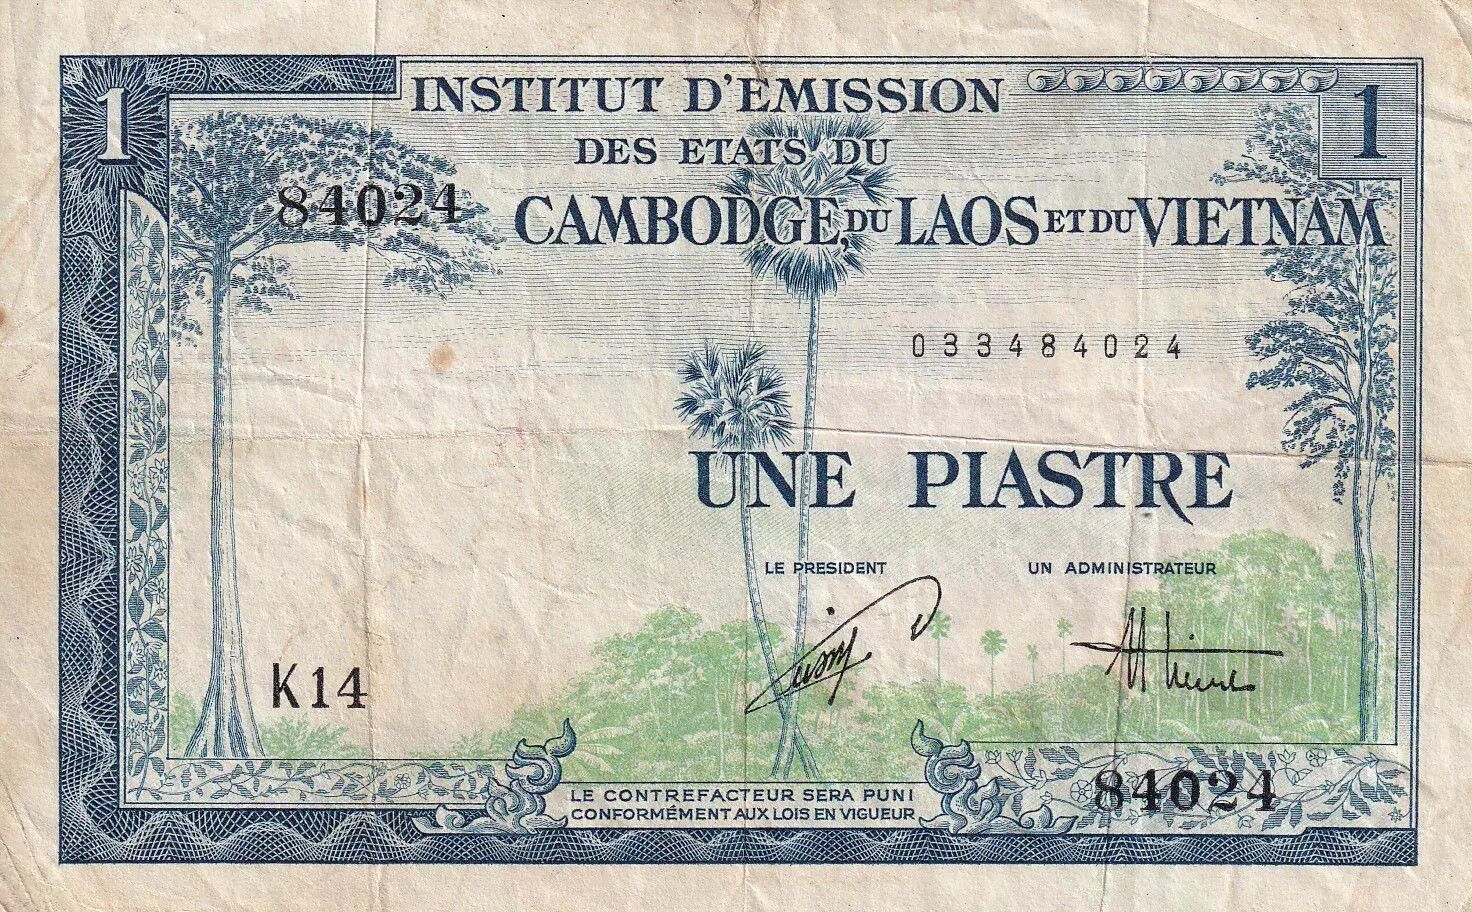 1
INSTITUT D'EMISSION
1
DES ETATS DU
84024
CAMBODGE, DU LAOS ET DU VIETNAM
033484024
UNE PIASTRE
LE PRESIDENT
UN ADMINISTRATEUR
K14
84024
LE CONTREFACTEUR SERA PUNI
CONFORMÉMENT AUX LOIS EN VIGUEUR